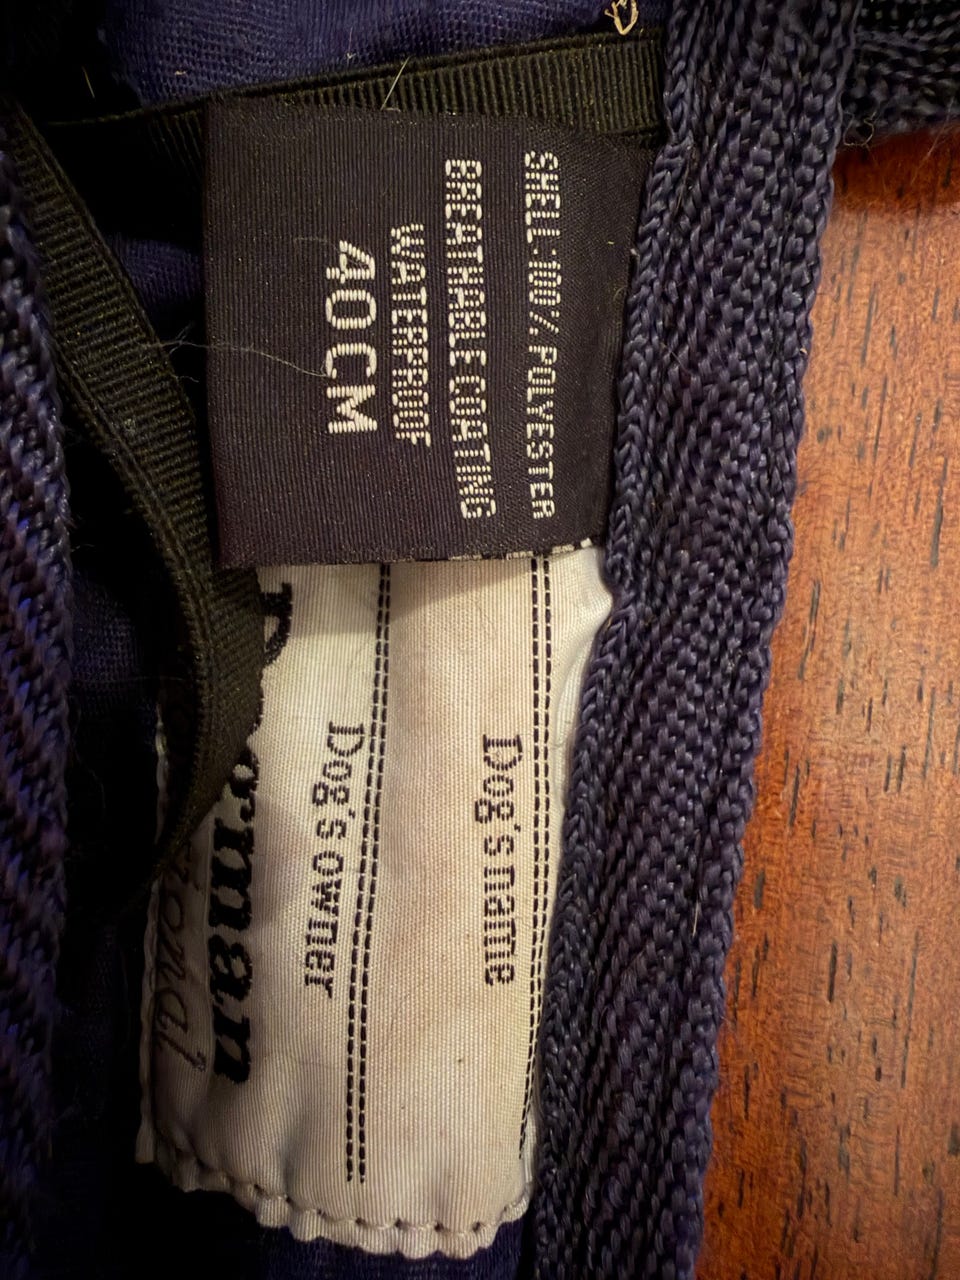 SHELL:100% POLYESTER
BREATHABLE COATING
WATERPROOF
40CM
Dog's name
Dog's owner